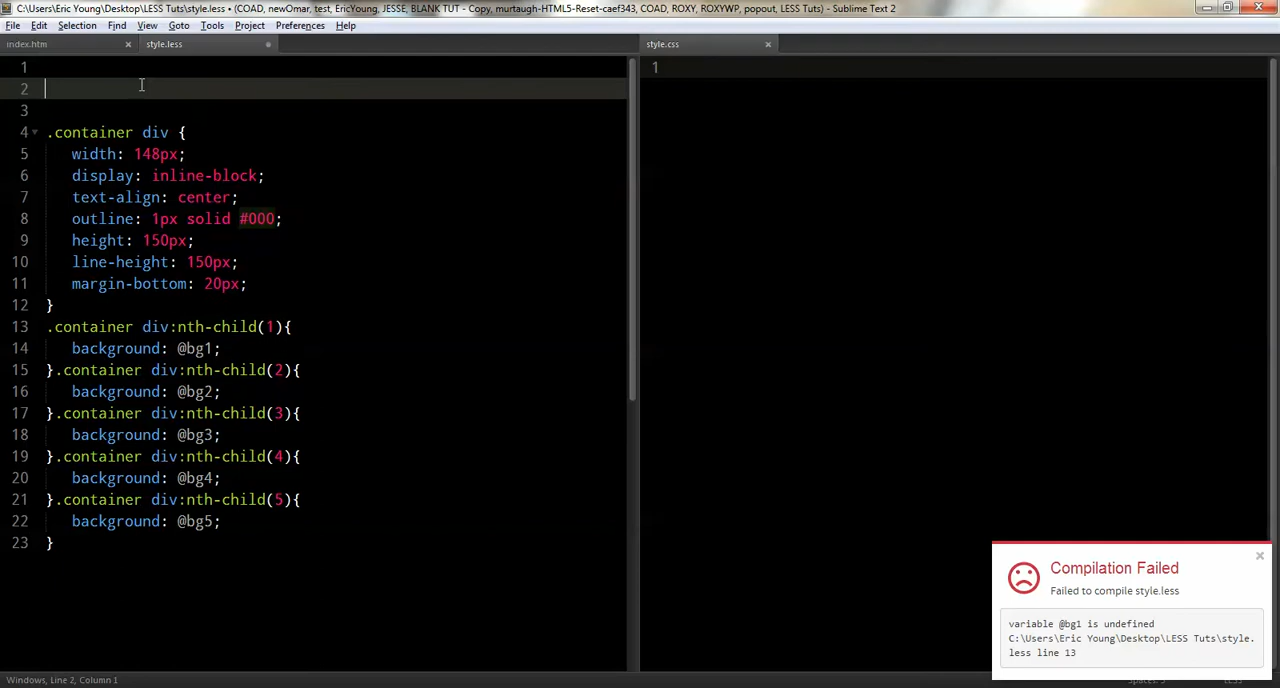 C:\Users\Eric Young\Desktop\LESS Tuts\style.less • (COAD, newOmar, test, EricYoung, JESSE, BLANK TUT - Copy, murtaugh-HTML5-Reset-caef343, COAD, ROXY, ROXYWP, popout, LESS Tuts) - Sublime Text 2
File Edit Selection Find View Goto Tools Project Preferences Help
index.htm × style.less • style.css ×
1
2
3
4 .container div {
5 width: 148px;
6 display: inline-block;
7 text-align: center;
8 outline: 1px solid #000;
9 height: 150px;
10 line-height: 150px;
11 margin-bottom: 20px;
12 }
13 .container div:nth-child(1){
14 background: @bg1;
15 }.container div:nth-child(2){
16 background: @bg2;
17 }.container div:nth-child(3){
18 background: @bg3;
19 }.container div:nth-child(4){
20 background: @bg4;
21 }.container div:nth-child(5){
22 background: @bg5;
23 }
1
Compilation Failed
Failed to compile style.less
variable @bg1 is undefined
C:\Users\Eric Young\Desktop\LESS Tuts\style.
less line 13
Windows, Line 2, Column 1